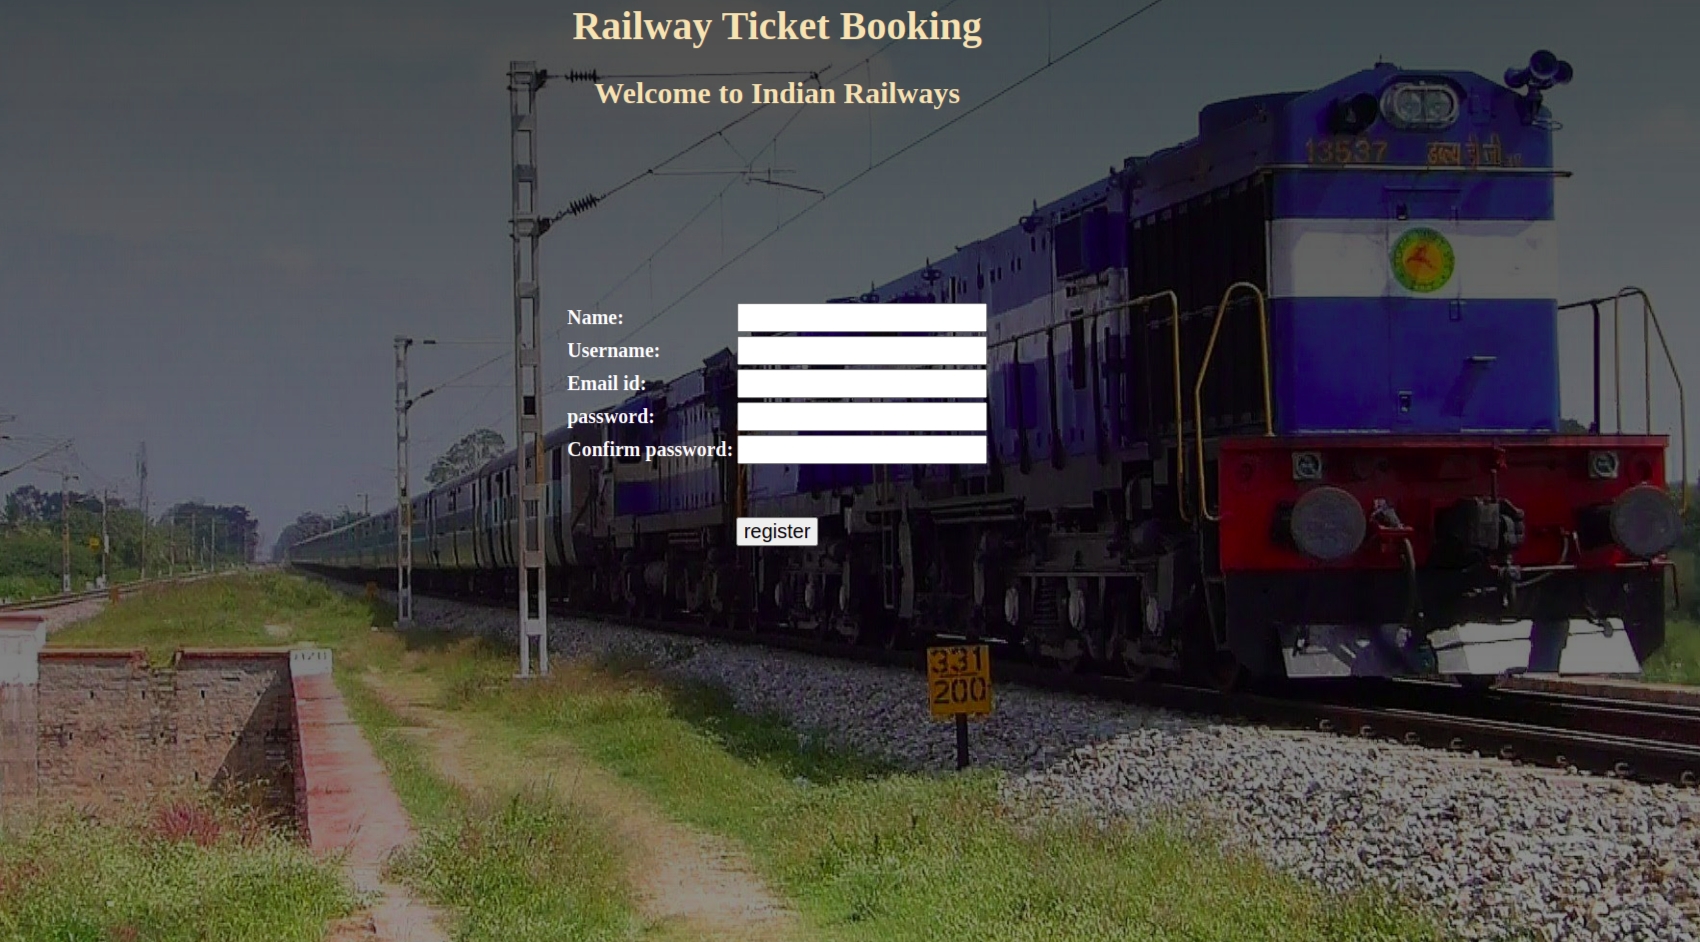 Railway Ticket Booking
Welcome to Indian Railways
13537
Name:
Username:
Email id:
password:
Confirm password:
register
331
200